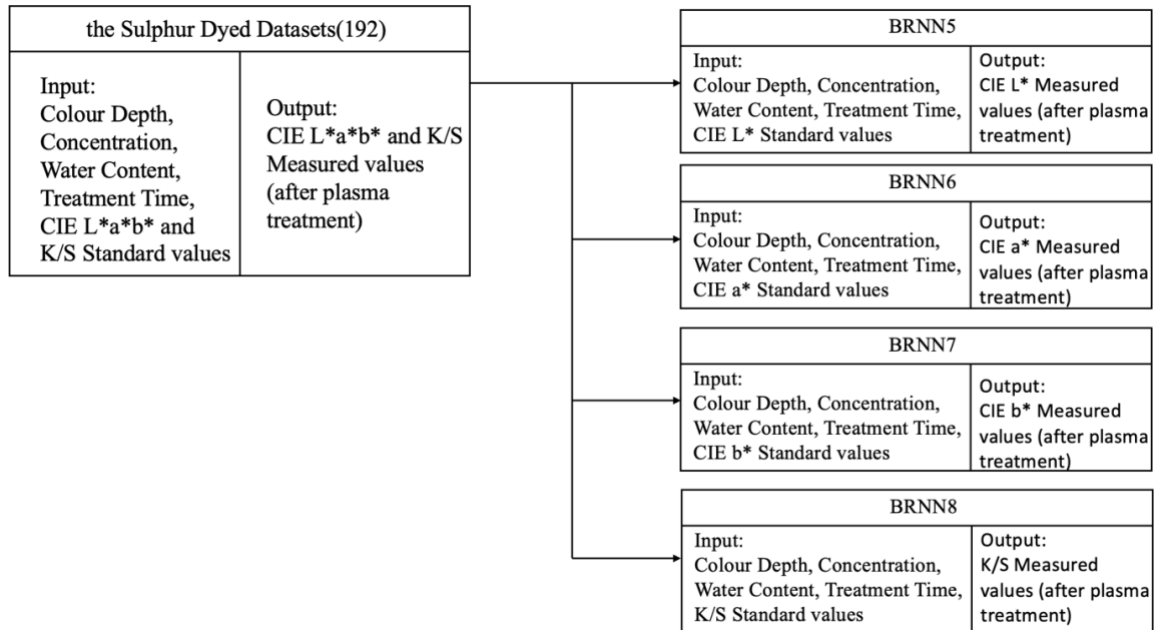 the Sulphur Dyed Datasets(192)
Input:
Colour Depth,
Concentration,
Water Content,
Treatment Time,
CIE L*a*b* and
K/S Standard values
Output:
CIE L*a*b* and K/S
Measured values
(after plasma
treatment)
BRNN5
Input:
Colour Depth, Concentration,
Water Content, Treatment Time,
CIE L* Standard values
Output:
CIE L* Measured
values (after plasma
treatment)
BRNN6
Input:
Colour Depth, Concentration,
Water Content, Treatment Time,
CIE a* Standard values
Output:
CIE a* Measured
values (after plasma
treatment)
BRNN7
Input:
Colour Depth, Concentration,
Water Content, Treatment Time,
CIE b* Standard values
Output:
CIE b* Measured
values (after plasma
treatment)
BRNN8
Input:
Colour Depth, Concentration,
Water Content, Treatment Time,
K/S Standard values
Output:
K/S Measured
values (after plasma
treatment)